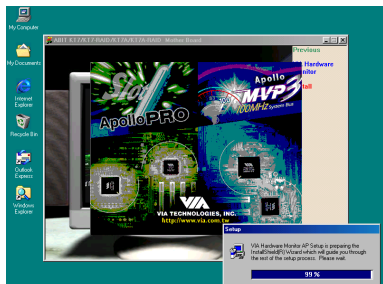 My Computer
My Documents
Internet
Explorer
Recycle Bin
Outlook
Express
Windows
Explorer
ABIT KT7/KT7-RAID/KT7A/KT7A-RAID Mother Board
Previous
Hardware
nitor
all
Slot 1
ApolloPRO
Apollo
MVP3
100MHz System Bus
VIA
VIA TECHNOLOGIES, INC.
http://www.via.com.tw
Setup
VIA Hardware Monitor AP Setup is preparing the
InstallShield(R) Wizard which will guide you through
the rest of the setup process. Please wait.
99 %